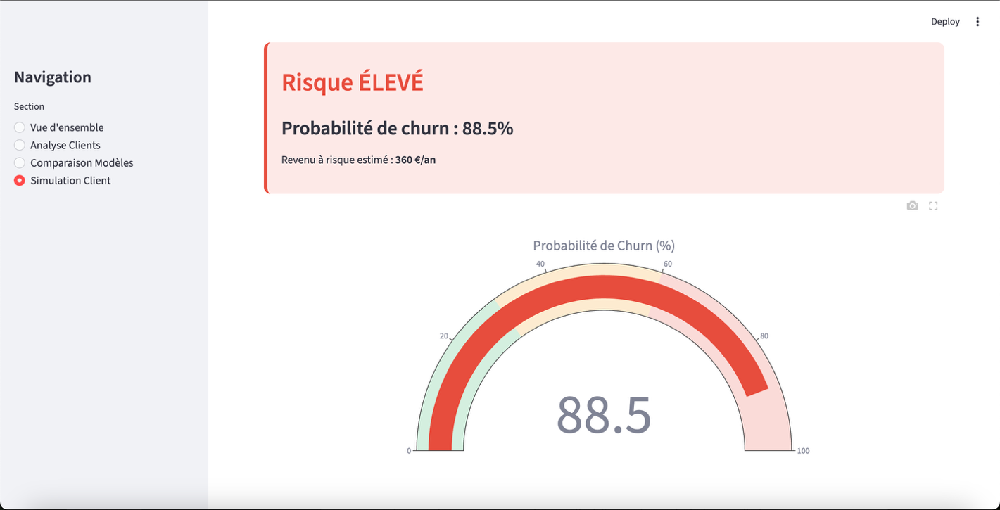 Deploy
Navigation
Section
Vue d'ensemble
Analyse Clients
Comparaison Modèles
Simulation Client
Risque ÉLEVÉ
Probabilité de churn : 88.5%
Revenu à risque estimé : 360 €/an
Probabilité de Churn (%)
40
60
20
80
88.5
0
100